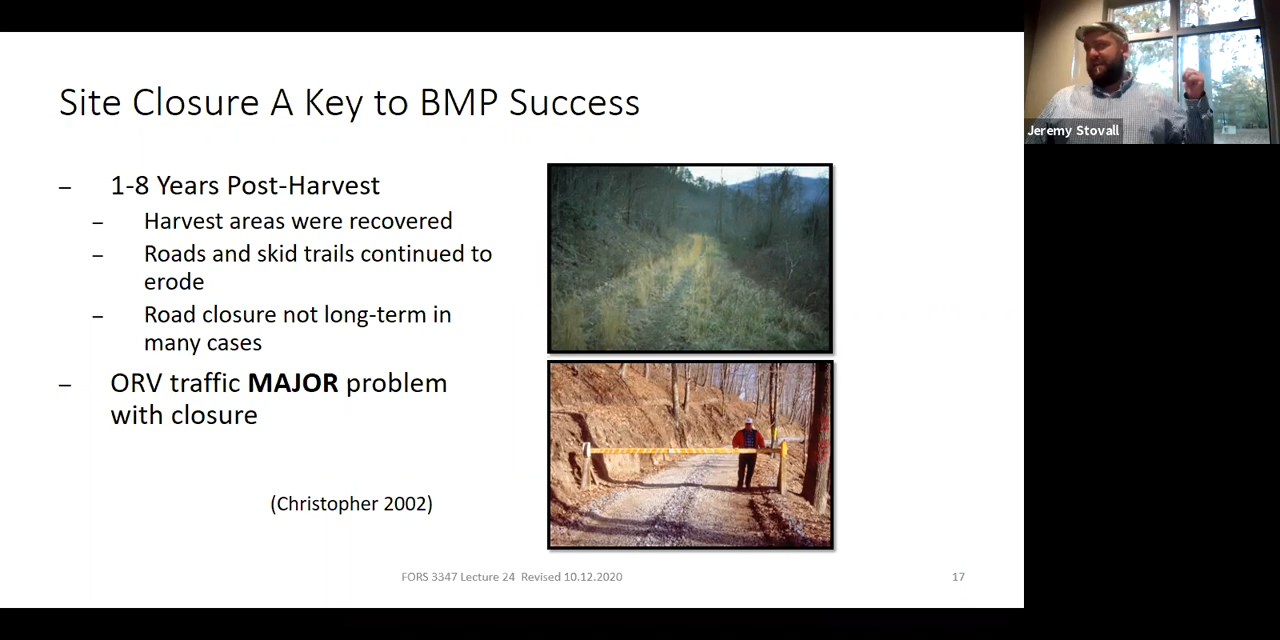 Site Closure A Key to BMP Success
– 1-8 Years Post-Harvest
– Harvest areas were recovered
– Roads and skid trails continued to
erode
– Road closure not long-term in
many cases
– ORV traffic MAJOR problem
with closure
(Christopher 2002)
FORS 3347 Lecture 24 Revised 10.12.2020
17
Jeremy Stovall